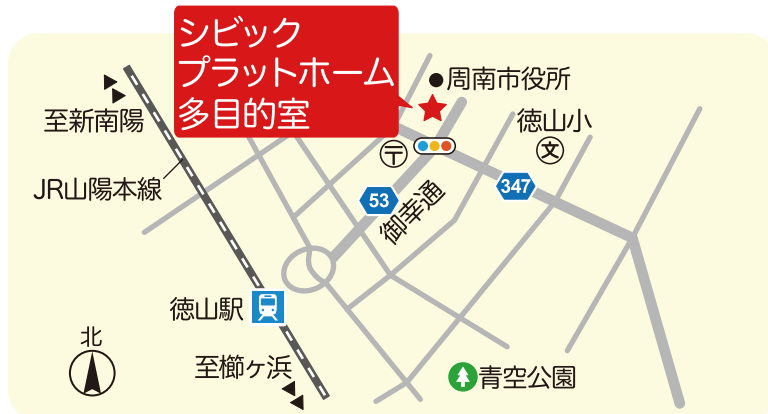 シビック
プラットホーム
多目的室
周南市役所
至新南陽
徳山小
文
〒
JR山陽本線
53
347
御幸通
徳山駅
北
至櫛ヶ浜
青空公園